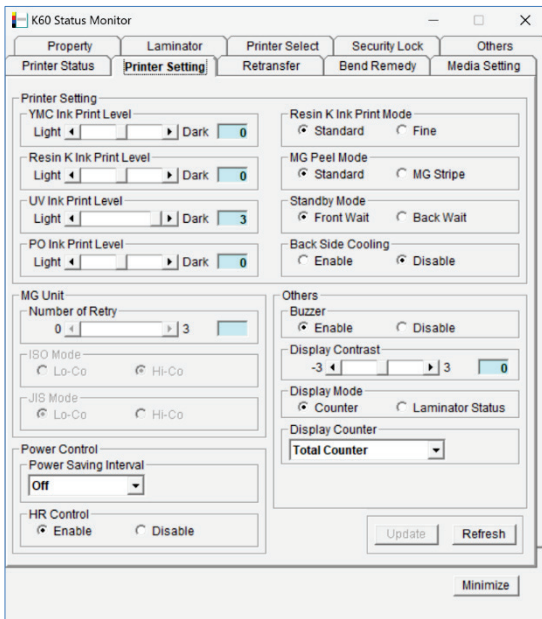 K60 Status Monitor
Property Laminator Printer Select Security Lock Others
Printer Status Printer Setting Retransfer Bend Remedy Media Setting
Printer Setting
YMC Ink Print Level
Light Dark 0
Resin K Ink Print Level
Light Dark 0
UV Ink Print Level
Light Dark 3
PO Ink Print Level
Light Dark 0
Resin K Ink Print Mode
Standard Fine
MG Peel Mode
Standard MG Stripe
Standby Mode
Front Wait Back Wait
Back Side Cooling
Enable Disable
MG Unit
Number of Retry
0 3
ISO Mode
Lo-Co Hi-Co
JIS Mode
Lo-Co Hi-Co
Power Control
Power Saving Interval
Off
HR Control
Enable Disable
Others
Buzzer
Enable Disable
Display Contrast
-3 3 0
Display Mode
Counter Laminator Status
Display Counter
Total Counter
Update Refresh
Minimize